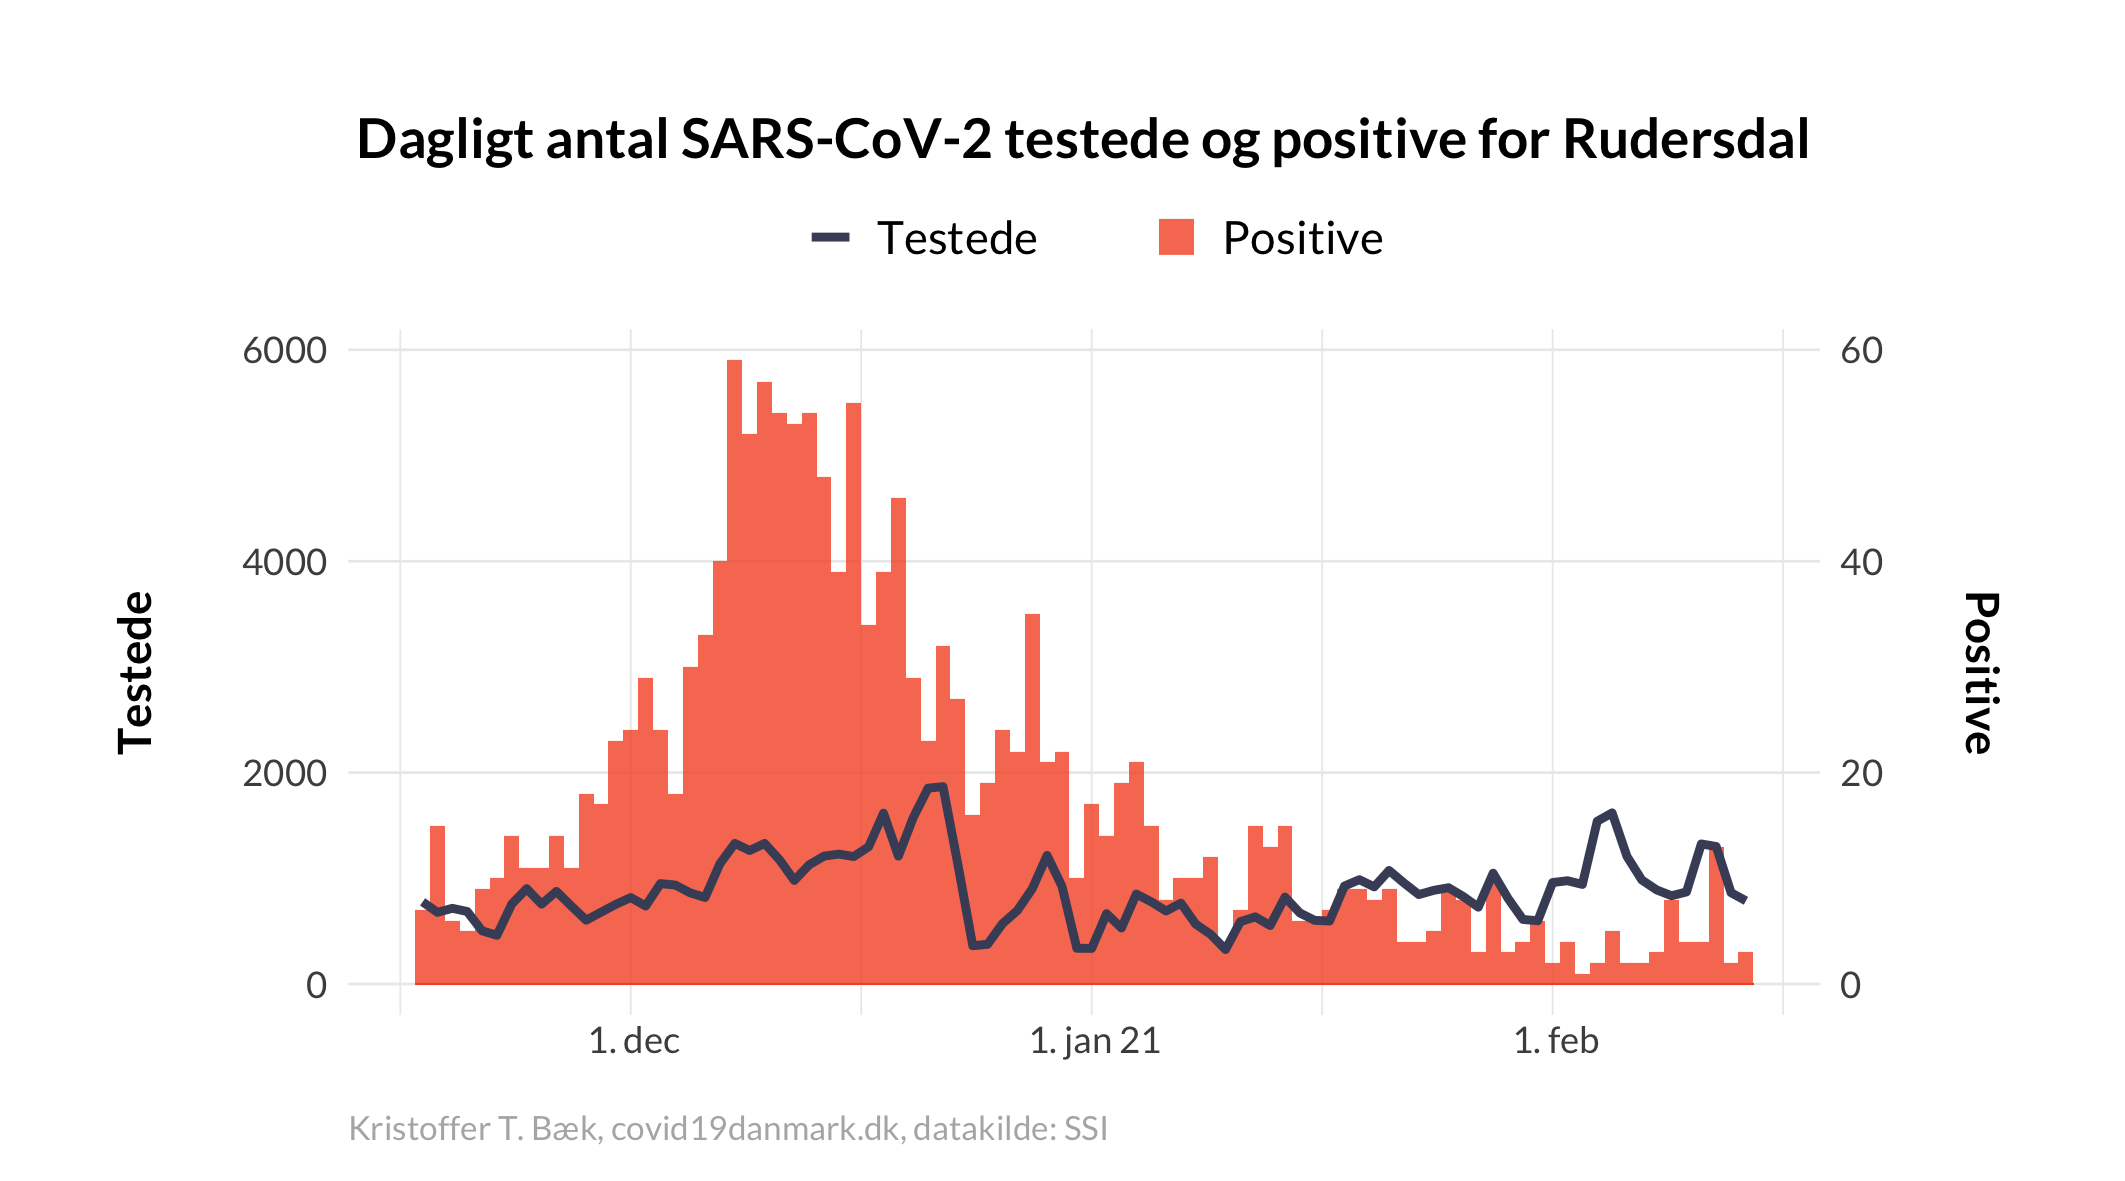 Dagligt antal SARS-CoV-2 testede og positive for Rudersdal
Testede
Positive
6000
4000
2000
0
60
40
20
0
Testede
Positive
1. dec
1. jan 21
1. feb
Kristoffer T. Bæk, covid19danmark.dk, datakilde: SSI